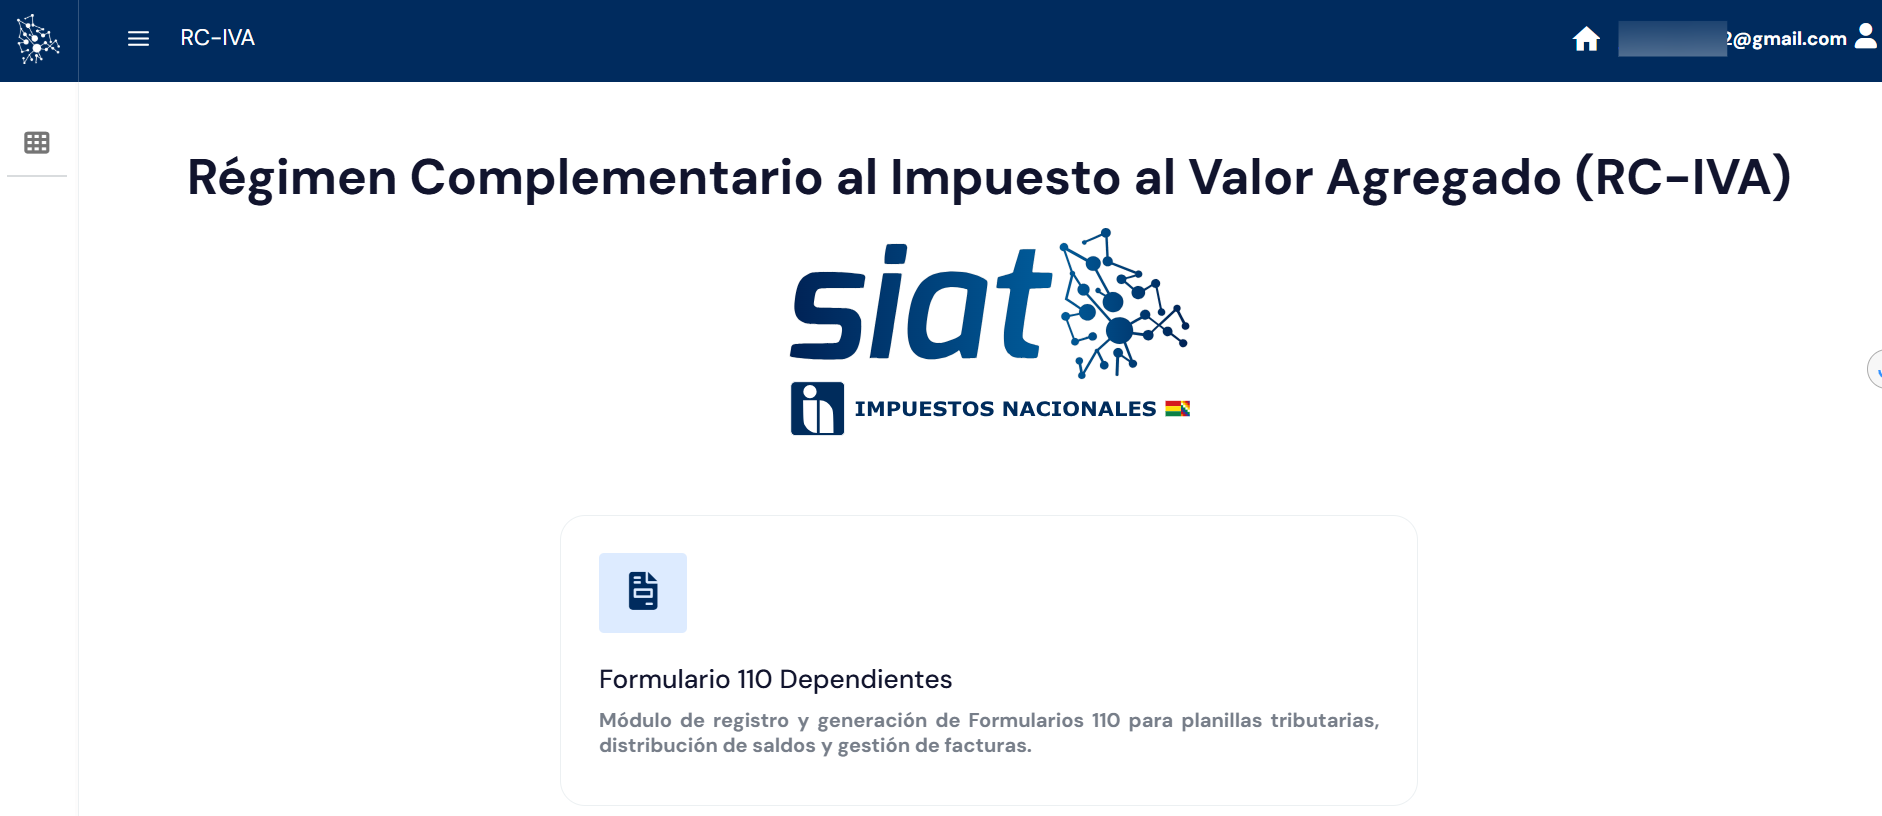 RC-IVA
2@gmail.com
Régimen Complementario al Impuesto al Valor Agregado (RC-IVA)
siat
IMPUESTOS NACIONALES
Formulario 110 Dependientes
Módulo de registro y generación de Formularios 110 para planillas tributarias,
distribución de saldos y gestión de facturas.